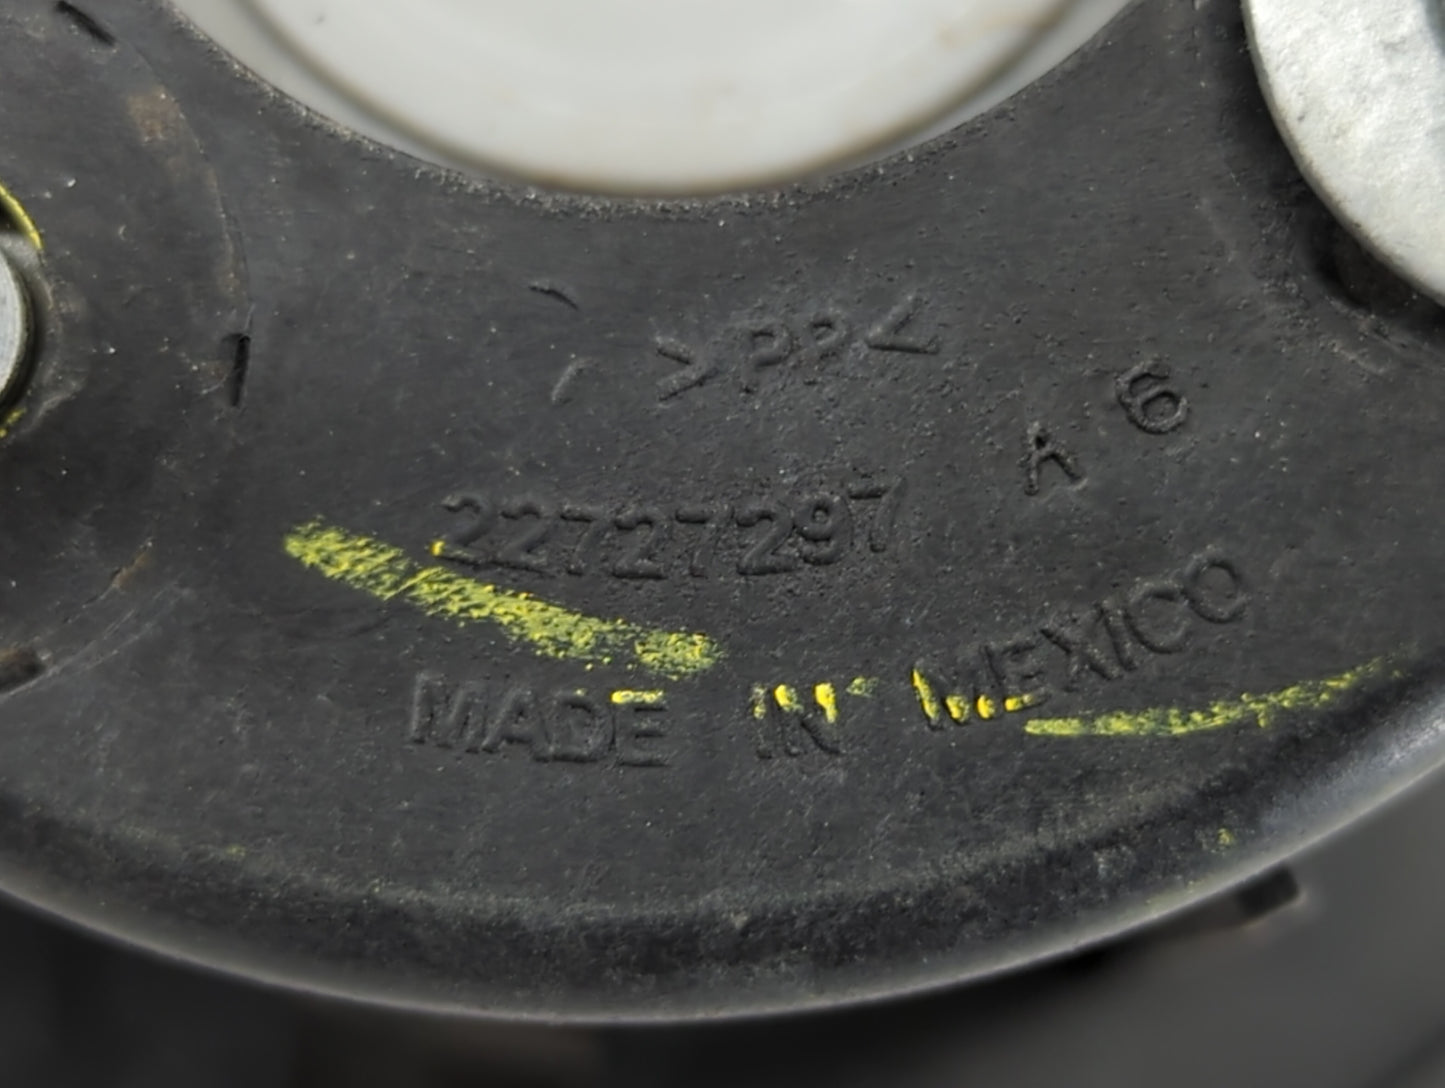 >PP<
A 6
22727297
MADE IN MEXICO